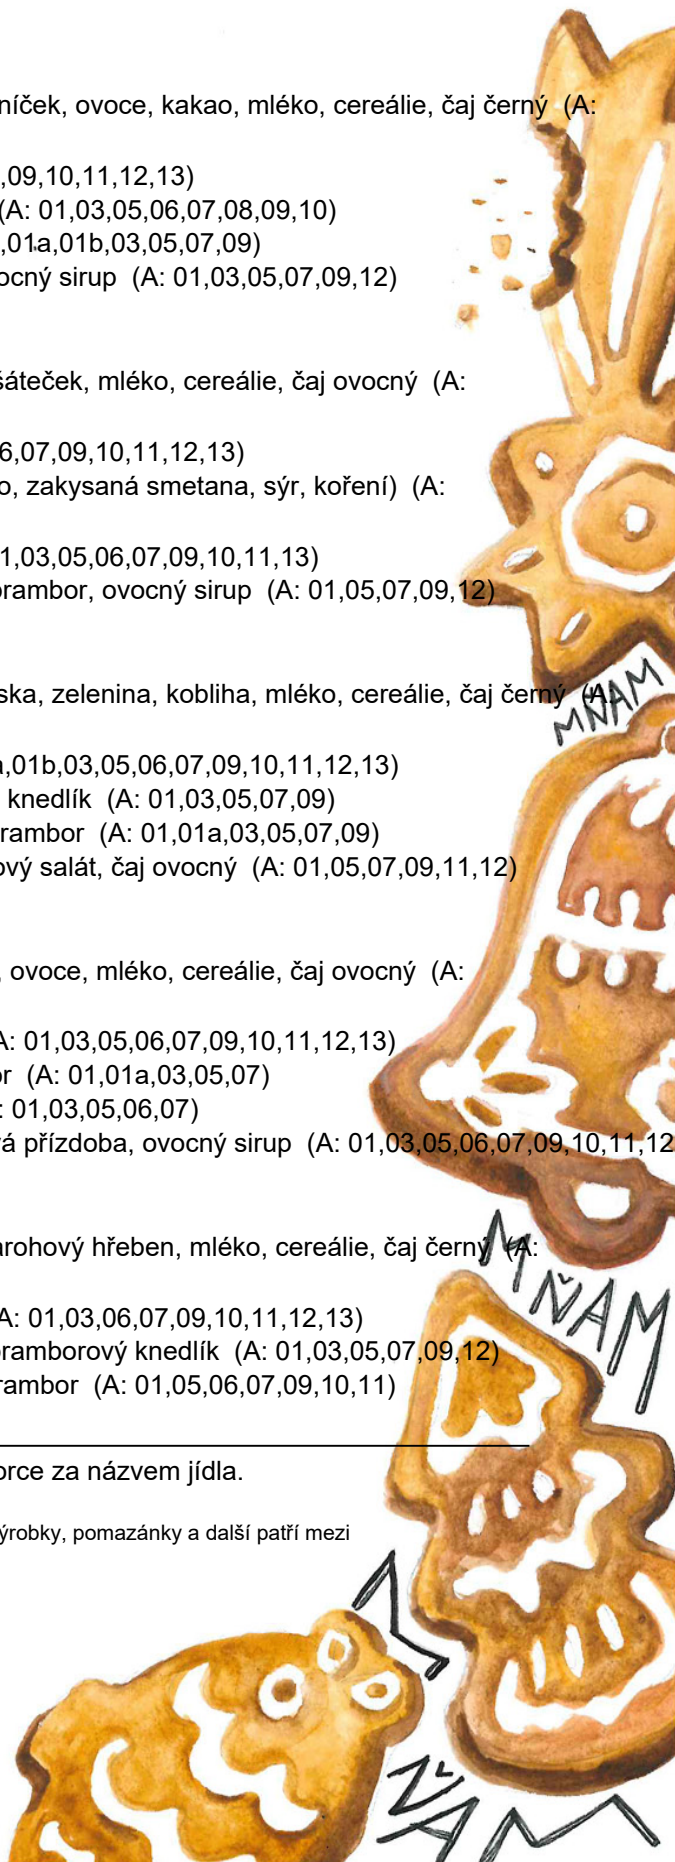 níček, ovoce, kakao, mléko, cereálie, čaj černý (A:
,09,10,11,12,13)
(A: 01,03,05,06,07,08,09,10)
,01a,01b,03,05,07,09)
ocný sirup (A: 01,03,05,07,09,12)
šáteček, mléko, cereálie, čaj ovocný (A:
6,07,09,10,11,12,13)
o, zakysaná smetana, sýr, koření) (A:
1,03,05,06,07,09,10,11,13)
brambor, ovocný sirup (A: 01,05,07,09,12)
ska, zelenina, kobliha, mléko, cereálie, čaj černý (A:
MŇAM
a,01b,03,05,06,07,09,10,11,12,13)
knedlík (A: 01,03,05,07,09)
rambor (A: 01,01a,03,05,07,09)
ový salát, čaj ovocný (A: 01,05,07,09,11,12)
, ovoce, mléko, cereálie, čaj ovocný (A:
A: 01,03,05,06,07,09,10,11,12,13)
or (A: 01,01a,03,05,07)
: 01,03,05,06,07)
vá přízdoba, ovocný sirup (A: 01,03,05,06,07,09,10,11,12
arohový hřeben, mléko, cereálie, čaj černý (A:
MŇAM
A: 01,03,06,07,09,10,11,12,13)
bramborový knedlík (A: 01,03,05,07,09,12)
rambor (A: 01,05,06,07,09,10,11)
orce za názvem jídla.
ýrobky, pomazánky a další patří mezi
MŇAM